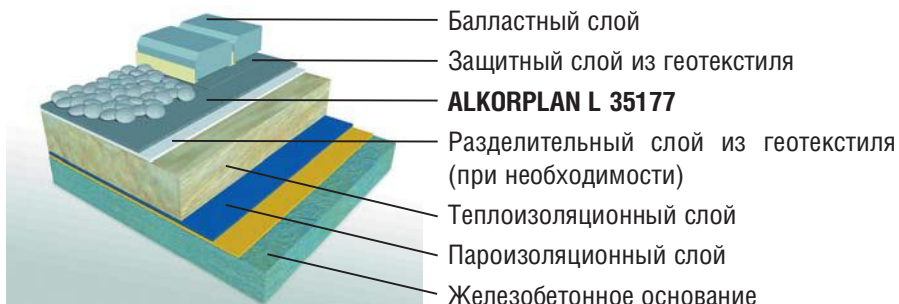 Балластный слой
Защитный слой из геотекстиля
ALKORPLAN L 35177
Разделительный слой из геотекстиля
(при необходимости)
Теплоизоляционный слой
Пароизоляционный слой
Железобетонное основание